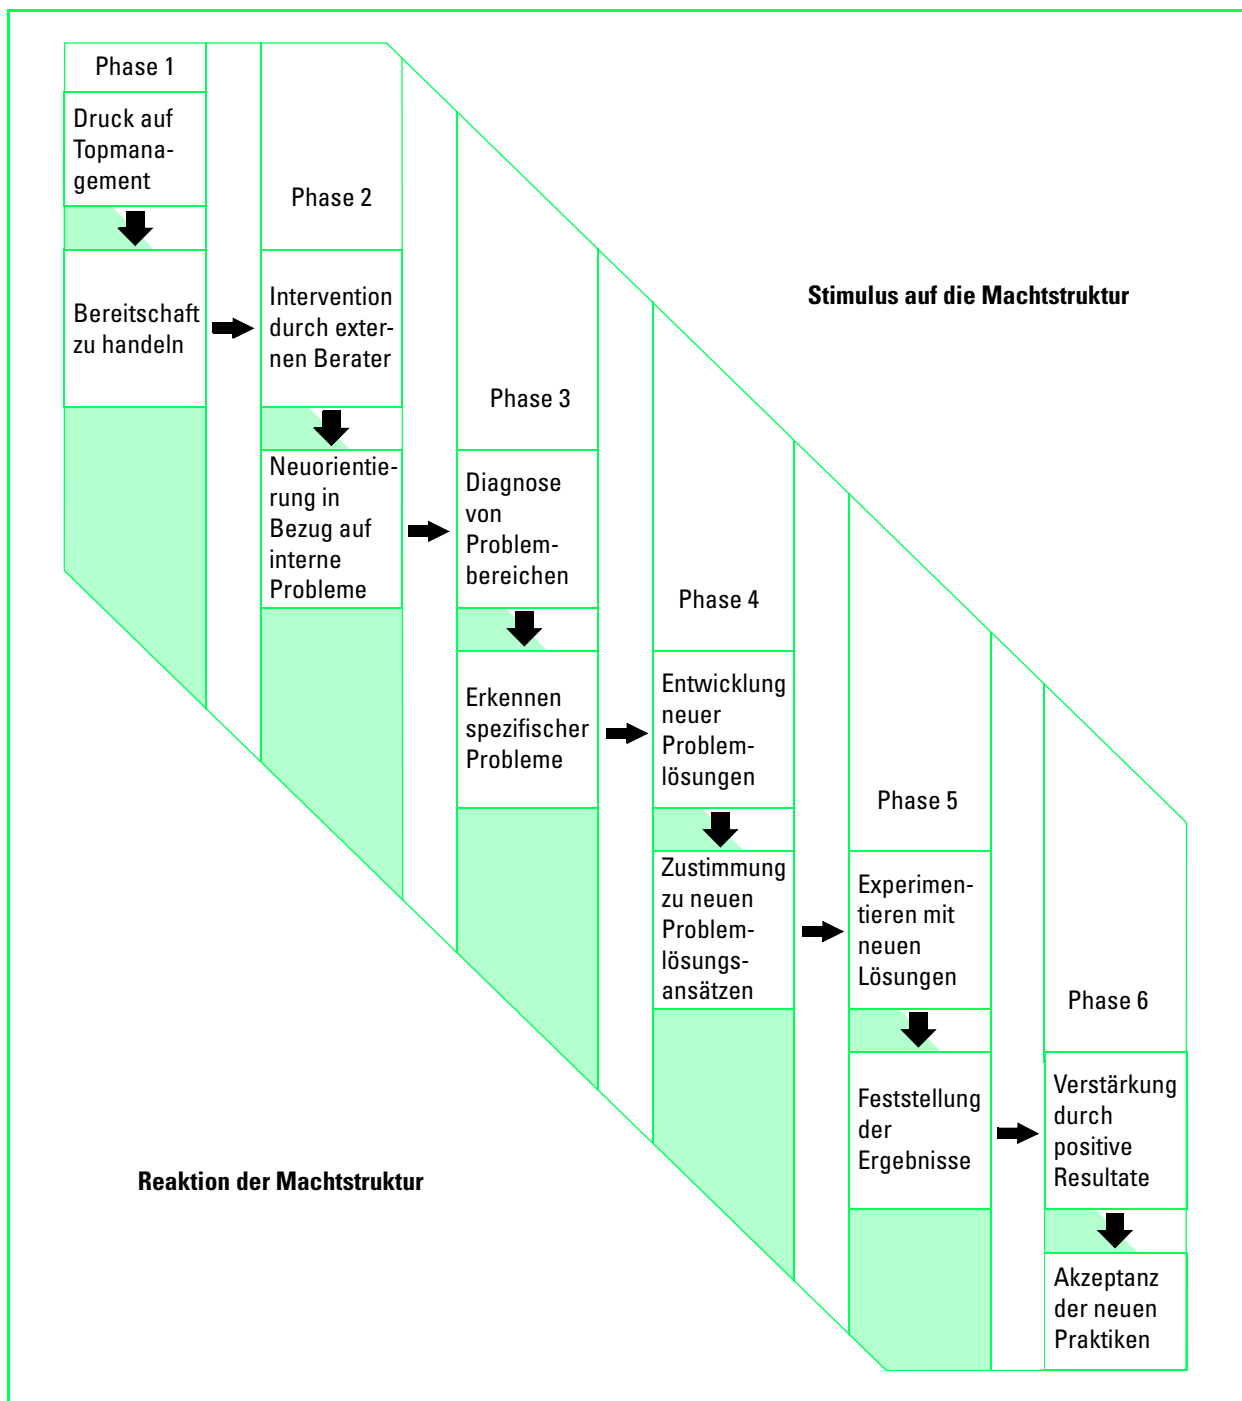 Phase 1
Druck auf
Topmana-
gement
Bereitschaft
zu handeln
Phase 2
Intervention
durch exter-
nen Berater
Neuorientie-
rung in
Bezug auf
interne
Probleme
Stimulus auf die Machtstruktur
Phase 3
Diagnose
von
Problem-
bereichen
Erkennen
spezifischer
Probleme
Phase 4
Entwicklung
neuer
Problem-
lösungen
Zustimmung
zu neuen
Problem-
lösungs-
ansätzen
Phase 5
Experimen-
tieren mit
neuen
Lösungen
Feststellung
der
Ergebnisse
Phase 6
Verstärkung
durch
positive
Resultate
Akzeptanz
der neuen
Praktiken
Reaktion der Machtstruktur